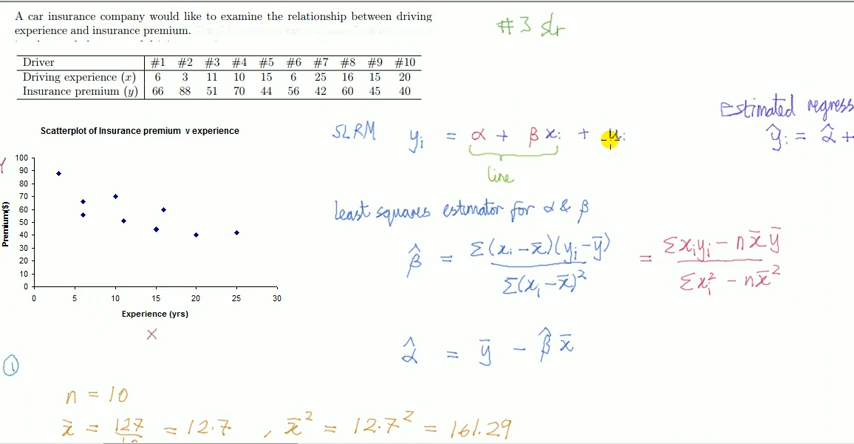 A car insurance company would like to examine the relationship between driving
experience and insurance premium.
#3 slr
Driver #1 #2 #3 #4 #5 #6 #7 #8 #9 #10
Driving experience (x) 6 3 11 10 15 6 25 16 15 20
Insurance premium (y) 66 88 51 70 44 56 42 60 45 40
estimated regress
SLRM yᵢ = α + βxᵢ + uᵢ
ŷᵢ = α̂ +
line
Scatterplot of Insurance premium v experience
Y
Premium($)
100
90
80
70
60
50
40
30
20
10
0
0 5 10 15 20 25 30
Experience (yrs)
X
least squares estimator for α & β
β̂ = Σ(xᵢ-x̄)(yᵢ-ȳ) / Σ(xᵢ-x̄)² = Σxᵢyᵢ - nx̄ȳ / Σxᵢ² - nx̄²
α̂ = ȳ - β̂x̄
①
n = 10
x̄ = 127/10 = 12.7 , x̄² = 12.7² = 161.29